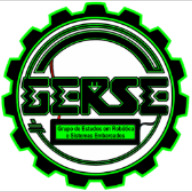 GERSE
Grupo de Estudos em Robótica
e Sistemas Embarcados